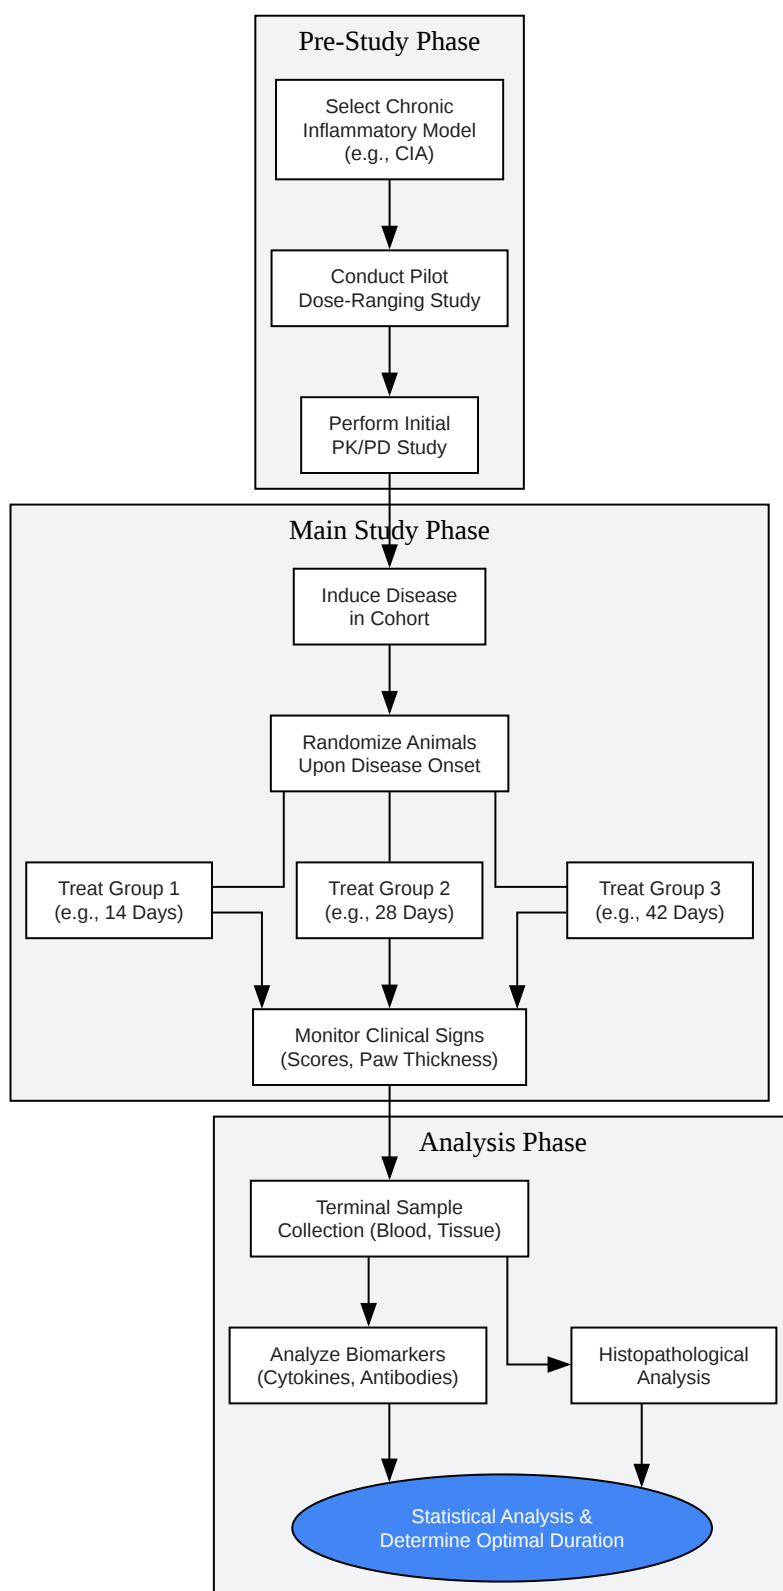 Pre-Study Phase
Select Chronic
Inflammatory Model
(e.g., CIA)
Conduct Pilot
Dose-Ranging Study
Perform Initial
PK/PD Study
Main Study Phase
Induce Disease
in Cohort
Randomize Animals
Upon Disease Onset
Treat Group 1
(e.g., 14 Days)
Treat Group 2
(e.g., 28 Days)
Treat Group 3
(e.g., 42 Days)
Monitor Clinical Signs
(Scores, Paw Thickness)
Analysis Phase
Terminal Sample
Collection (Blood, Tissue)
Analyze Biomarkers
(Cytokines, Antibodies)
Histopathological
Analysis
Statistical Analysis &
Determine Optimal Duration